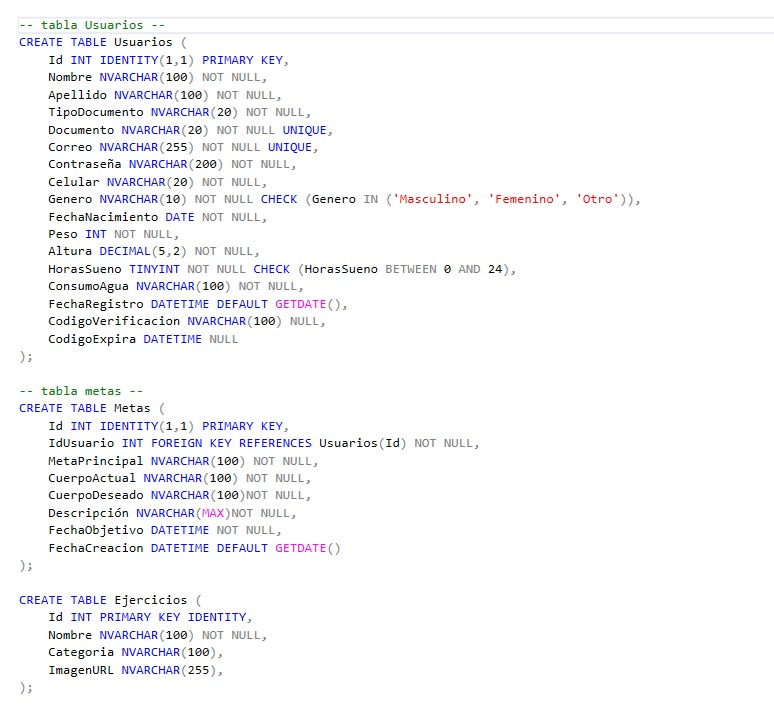 -- tabla Usuarios --
CREATE TABLE Usuarios (
Id INT IDENTITY(1,1) PRIMARY KEY,
Nombre NVARCHAR(100) NOT NULL,
Apellido NVARCHAR(100) NOT NULL,
TipoDocumento NVARCHAR(20) NOT NULL,
Documento NVARCHAR(20) NOT NULL UNIQUE,
Correo NVARCHAR(255) NOT NULL UNIQUE,
Contraseña NVARCHAR(200) NOT NULL,
Celular NVARCHAR(20) NOT NULL,
Genero NVARCHAR(10) NOT NULL CHECK (Genero IN ('Masculino', 'Femenino', 'Otro')),
FechaNacimiento DATE NOT NULL,
Peso INT NOT NULL,
Altura DECIMAL(5,2) NOT NULL,
HorasSueno TINYINT NOT NULL CHECK (HorasSueno BETWEEN 0 AND 24),
ConsumoAgua NVARCHAR(100) NOT NULL,
FechaRegistro DATETIME DEFAULT GETDATE(),
CodigoVerificacion NVARCHAR(100) NULL,
CodigoExpira DATETIME NULL
);
-- tabla metas --
CREATE TABLE Metas (
Id INT IDENTITY(1,1) PRIMARY KEY,
IdUsuario INT FOREIGN KEY REFERENCES Usuarios(Id) NOT NULL,
MetaPrincipal NVARCHAR(100) NOT NULL,
CuerpoActual NVARCHAR(100) NOT NULL,
CuerpoDeseado NVARCHAR(100)NOT NULL,
Descripción NVARCHAR(MAX)NOT NULL,
FechaObjetivo DATETIME NOT NULL,
FechaCreacion DATETIME DEFAULT GETDATE()
);
CREATE TABLE Ejercicios (
Id INT PRIMARY KEY IDENTITY,
Nombre NVARCHAR(100) NOT NULL,
Categoria NVARCHAR(100),
ImagenURL NVARCHAR(255),
);